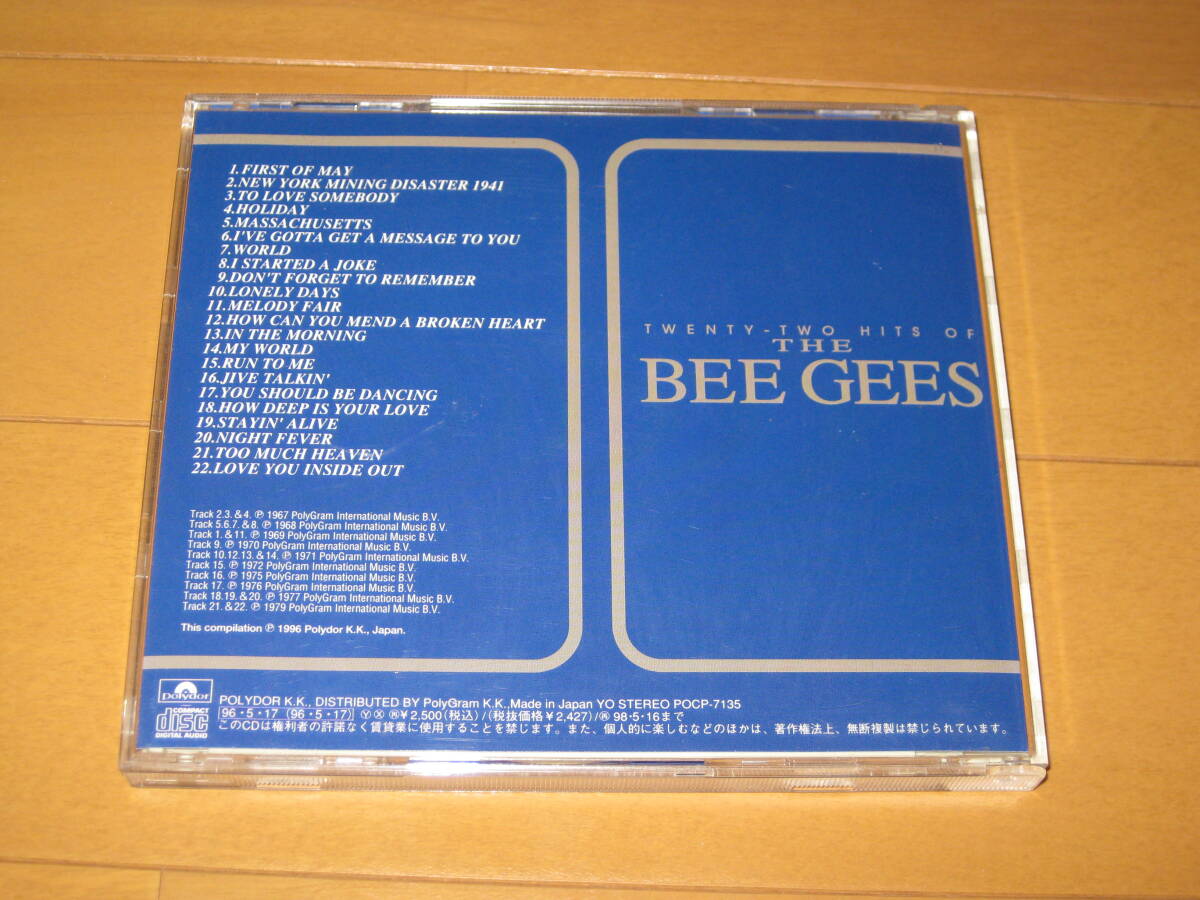 1.FIRST OF MAY
2.NEW YORK MINING DISASTER 1941
3.TO LOVE SOMEBODY
4.HOLIDAY
5.MASSACHUSETTS
6.I'VE GOTTA GET A MESSAGE TO YOU
7.WORLD
8.I STARTED A JOKE
9.DON'T FORGET TO REMEMBER
10.LONELY DAYS
11.MELODY FAIR
12.HOW CAN YOU MEND A BROKEN HEART
13.IN THE MORNING
14.MY WORLD
15.RUN TO ME
16.JIVE TALKIN'
17.YOU SHOULD BE DANCING
18.HOW DEEP IS YOUR LOVE
19.STAYIN' ALIVE
20.NIGHT FEVER
21.TOO MUCH HEAVEN
22.LOVE YOU INSIDE OUT
Track 2.3.&4. ℗ 1967 PolyGram International Music B.V.
Track 5.6.7. &8. ℗ 1968 PolyGram International Music B.V.
Track 1. &11. ℗ 1969 PolyGram International Music B.V.
Track 9. ℗ 1970 PolyGram International Music B.V.
Track 10.12.13. &14. ℗ 1971 PolyGram International Music B.V.
Track 15. ℗ 1972 PolyGram International Music B.V.
Track 16. ℗ 1975 PolyGram International Music B.V.
Track 17. ℗ 1976 PolyGram International Music B.V.
Track 18.19. &20. ℗ 1977 PolyGram International Music B.V.
Track 21. &22. ℗ 1979 PolyGram International Music B.V.
This compilation ℗ 1996 Polydor K.K., Japan.
TWENTY-TWO HITS OF
THE
BEE GEES
Polydor
COMPACT
disc
DIGITAL AUDIO
POLYDOR K.K., DISTRIBUTED BY PolyGram K.K.,Made in Japan YO STEREO POCP-7135
96・5・17 (96・5・17) Ⓨ Ⓧ Ⓡ¥2,500(税込)/(税抜価格¥2,427)/Ⓡ98・5・16まで
このCDは権利者の許諾なく賃貸業に使用することを禁じます。また、個人的に楽しむなどのほかは、著作権法上、無断複製は禁じられています。